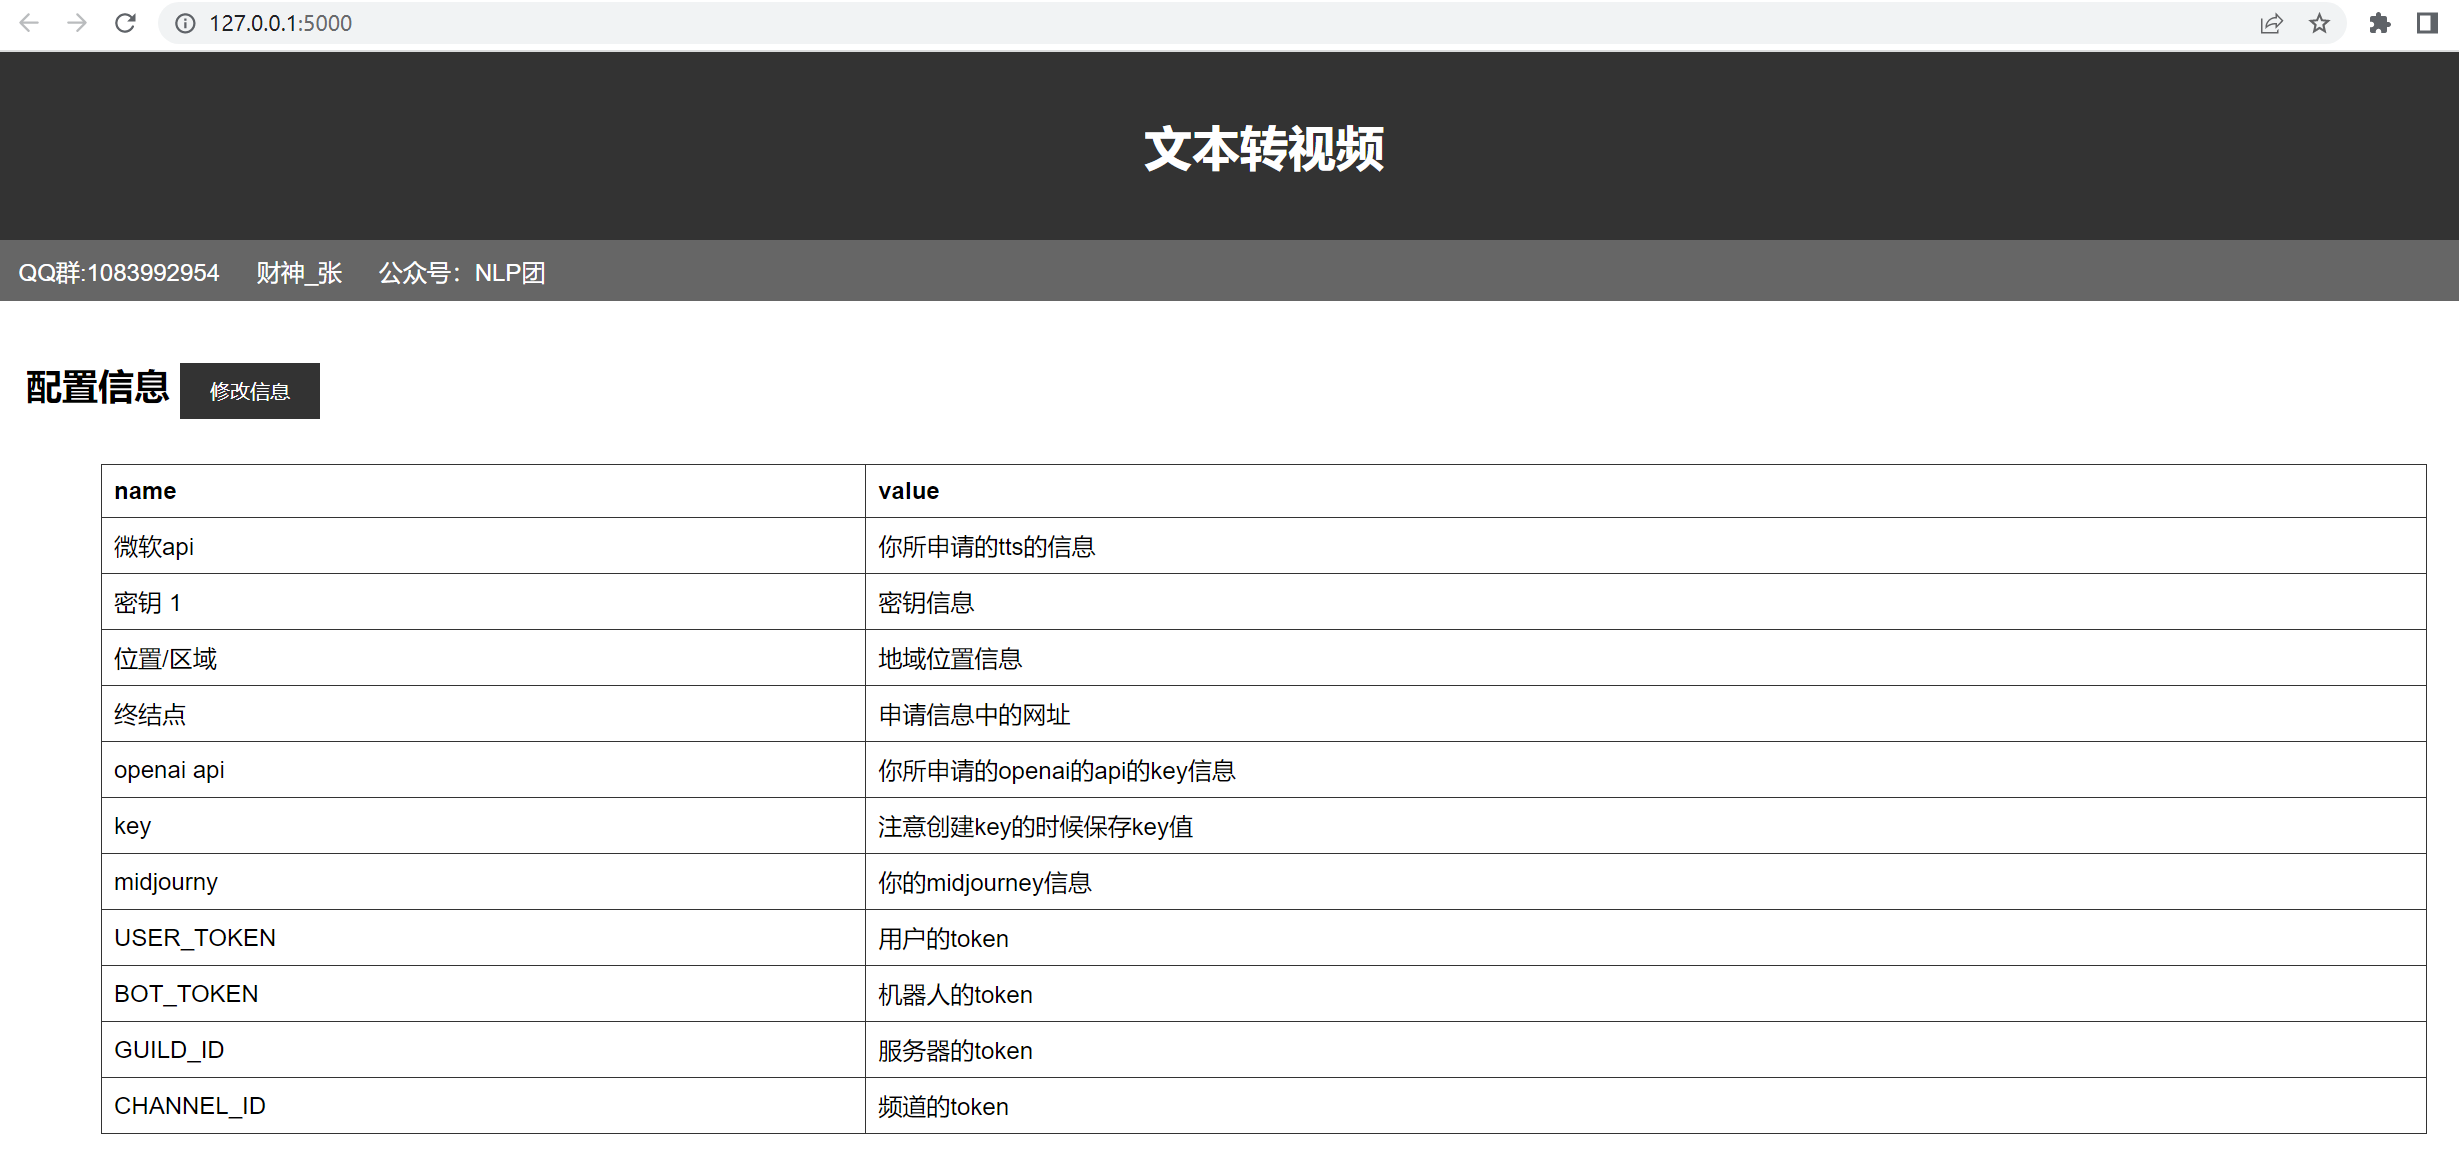 127.0.0.1:5000
文本转视频
QQ群:1083992954 财神_张 公众号：NLP团
配置信息 修改信息
name value
微软api 你所申请的tts的信息
密钥 1 密钥信息
位置/区域 地域位置信息
终结点 申请信息中的网址
openai api 你所申请的openai的api的key信息
key 注意创建key的时候保存key值
midjourny 你的midjourney信息
USER_TOKEN 用户的token
BOT_TOKEN 机器人的token
GUILD_ID 服务器的token
CHANNEL_ID 频道的token